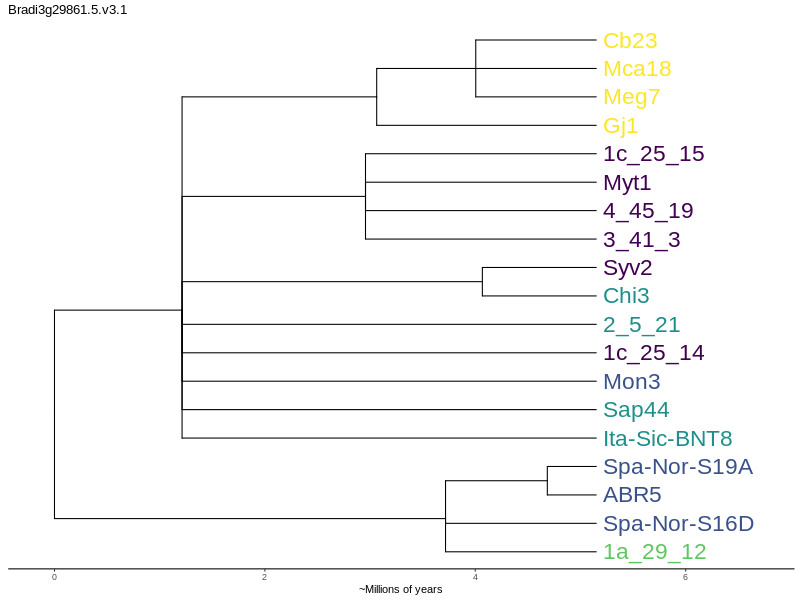 Bradi3g29861.5.v3.1
Cb23
Mca18
Meg7
Gj1
1c_25_15
Myt1
4_45_19
3_41_3
Syv2
Chi3
2_5_21
1c_25_14
Mon3
Sap44
Ita-Sic-BNT8
Spa-Nor-S19A
ABR5
Spa-Nor-S16D
1a_29_12
0 2 4 6
~Millions of years